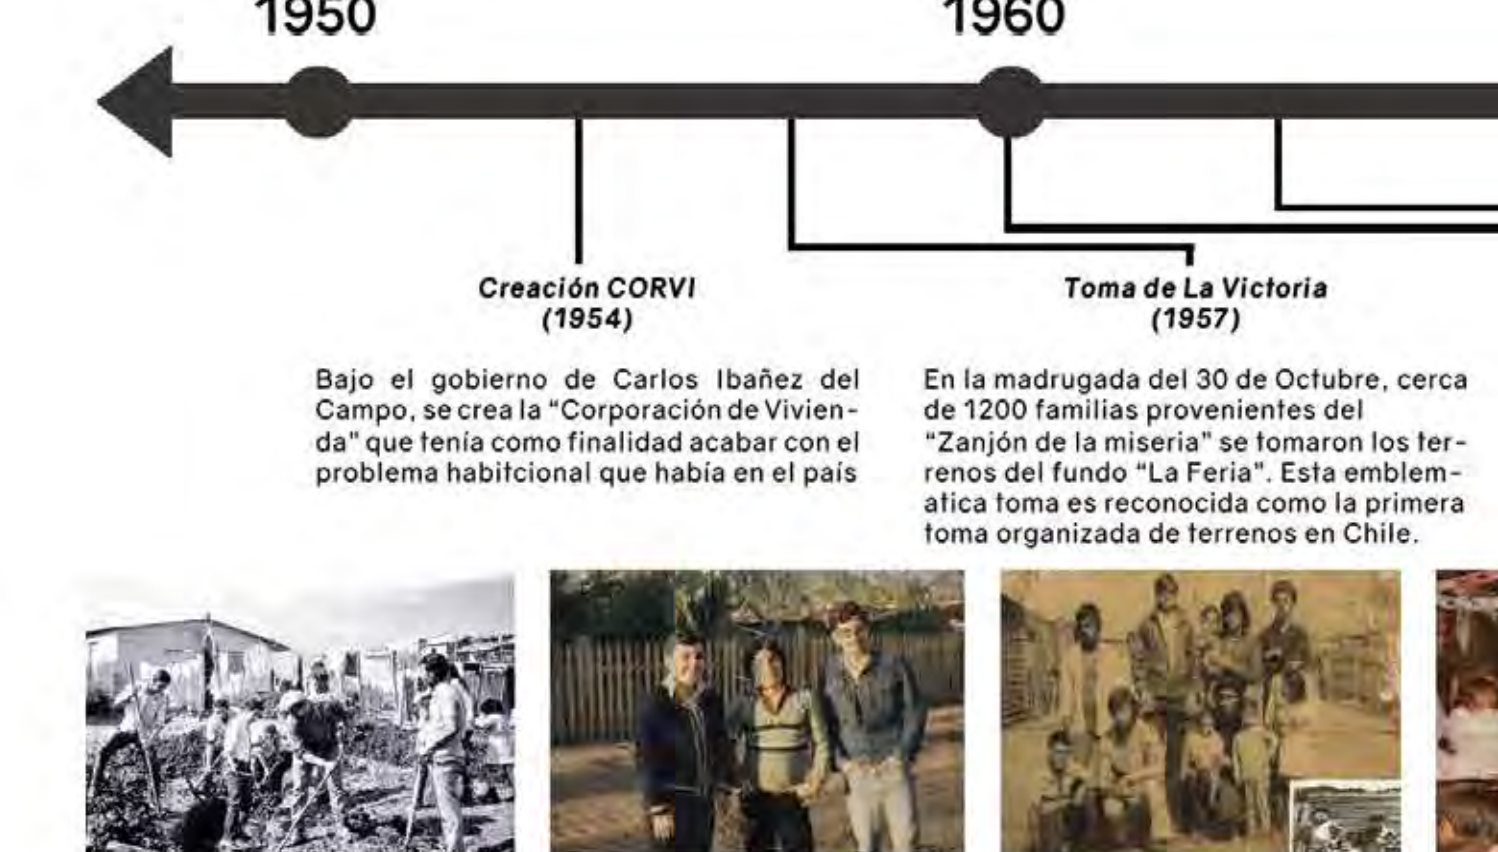 1950
1960
Creación CORVI
(1954)
Bajo el gobierno de Carlos Ibañez del
Campo, se crea la “Corporación de Vivien-
da” que tenía como finalidad acabar con el
problema habitcional que había en el país
Toma de La Victoria
(1957)
En la madrugada del 30 de Octubre, cerca
de 1200 familias provenientes del
“Zanjón de la miseria” se tomaron los ter-
renos del fundo “La Feria”. Esta emblem-
atica toma es reconocida como la primera
toma organizada de terrenos en Chile.